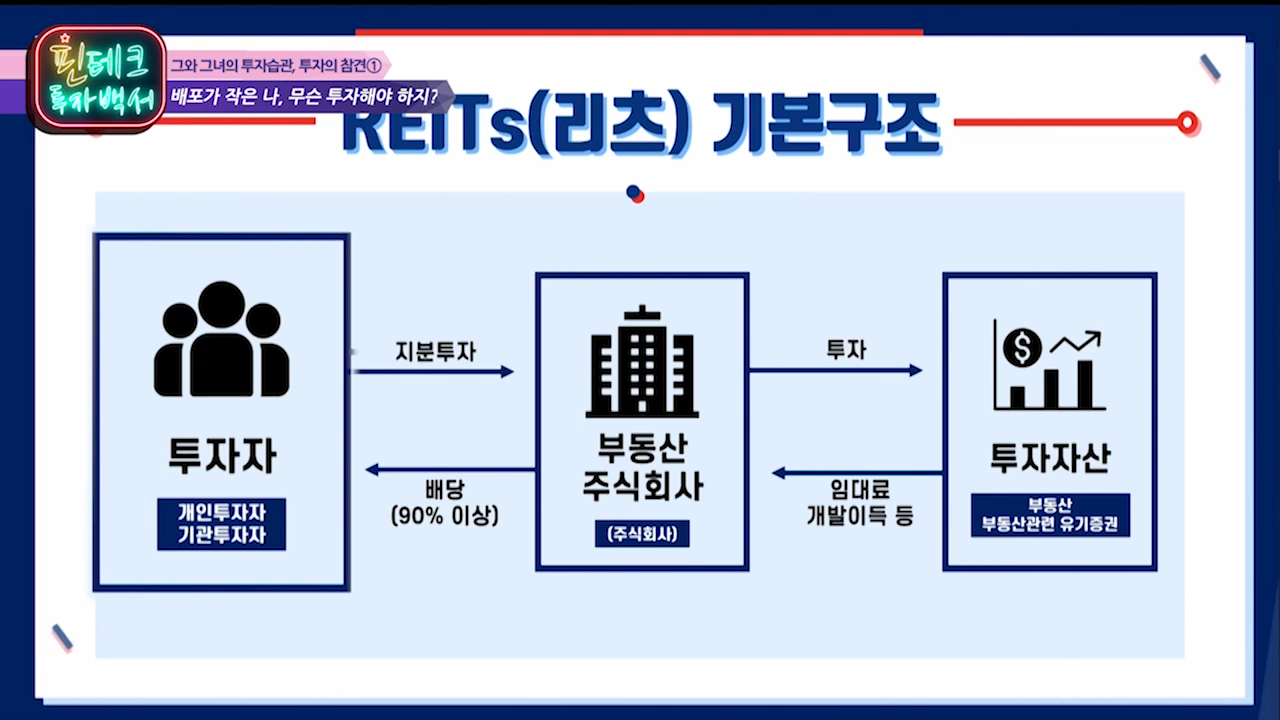 핀테크
투자백서
그와 그녀의 투자습관, 투자의 참견①
배포가 작은 나, 무슨 투자해야 하지?
REITs(리츠) 기본구조
투자자
개인투자자
기관투자자
지분투자
배당
(90% 이상)
부동산
주식회사
(주식회사)
투자
임대료
개발이득 등
투자자산
부동산
부동산관련 유기증권